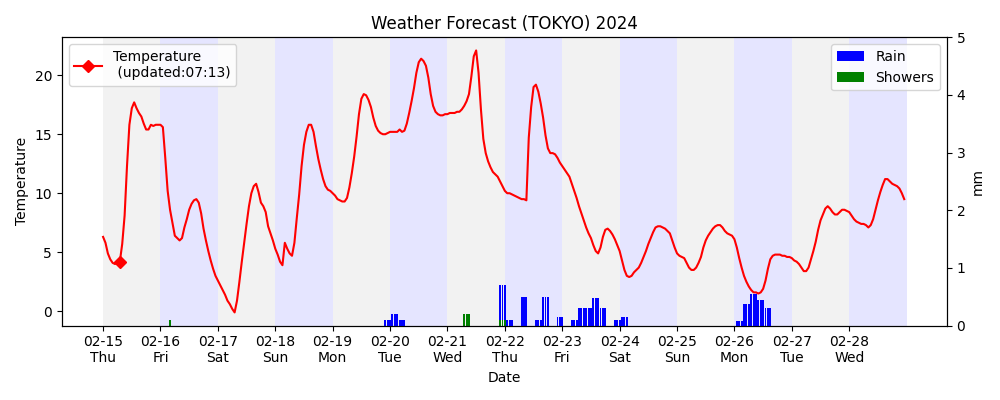 Weather Forecast (TOKYO) 2024
Temperature
(updated:07:13)
Rain
Showers
Temperature
20
15
10
5
0
5
4
3
2
1
0
mm
02-15 02-16 02-17 02-18 02-19 02-20 02-21 02-22 02-23 02-24 02-25 02-26 02-27 02-28
Thu Fri Sat Sun Mon Tue Wed Thu Fri Sat Sun Mon Tue Wed
Date